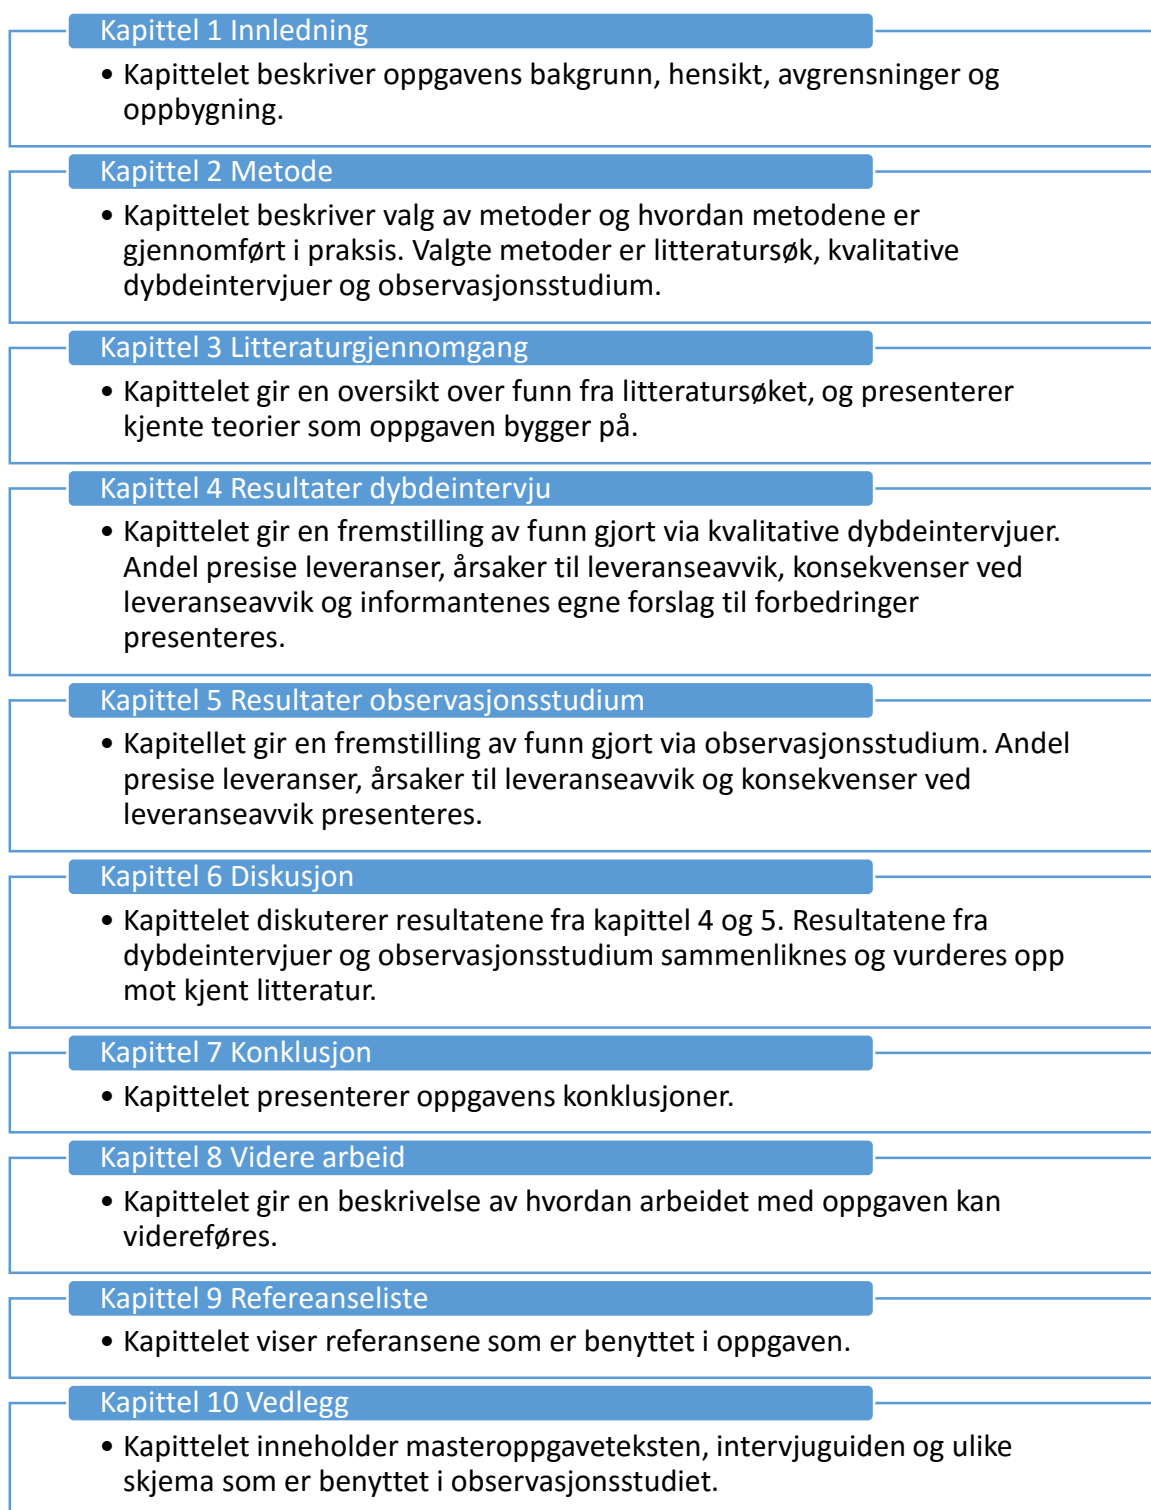 Kapittel 1 Innledning
• Kapittelet beskriver oppgavens bakgrunn, hensikt, avgrensninger og
oppbygning.
Kapittel 2 Metode
• Kapittelet beskriver valg av metoder og hvordan metodene er
gjennomført i praksis. Valgte metoder er litteratursøk, kvalitative
dybdeintervjuer og observasjonsstudium.
Kapittel 3 Litteraturgjennomgang
• Kapittelet gir en oversikt over funn fra litteratursøket, og presenterer
kjente teorier som oppgaven bygger på.
Kapittel 4 Resultater dybdeintervju
• Kapittelet gir en fremstilling av funn gjort via kvalitative dybdeintervjuer.
Andel presise leveranser, årsaker til leveranseavvik, konsekvenser ved
leveranseavvik og informantenes egne forslag til forbedringer
presenteres.
Kapittel 5 Resultater observasjonsstudium
• Kapitellet gir en fremstilling av funn gjort via observasjonsstudium. Andel
presise leveranser, årsaker til leveranseavvik og konsekvenser ved
leveranseavvik presenteres.
Kapittel 6 Diskusjon
• Kapittelet diskuterer resultatene fra kapittel 4 og 5. Resultatene fra
dybdeintervjuer og observasjonsstudium sammenliknes og vurderes opp
mot kjent litteratur.
Kapittel 7 Konklusjon
• Kapittelet presenterer oppgavens konklusjoner.
Kapittel 8 Videre arbeid
• Kapittelet gir en beskrivelse av hvordan arbeidet med oppgaven kan
videreføres.
Kapittel 9 Refereanseliste
• Kapittelet viser referansene som er benyttet i oppgaven.
Kapittel 10 Vedlegg
• Kapittelet inneholder masteroppgaveteksten, intervjuguiden og ulike
skjema som er benyttet i observasjonsstudiet.